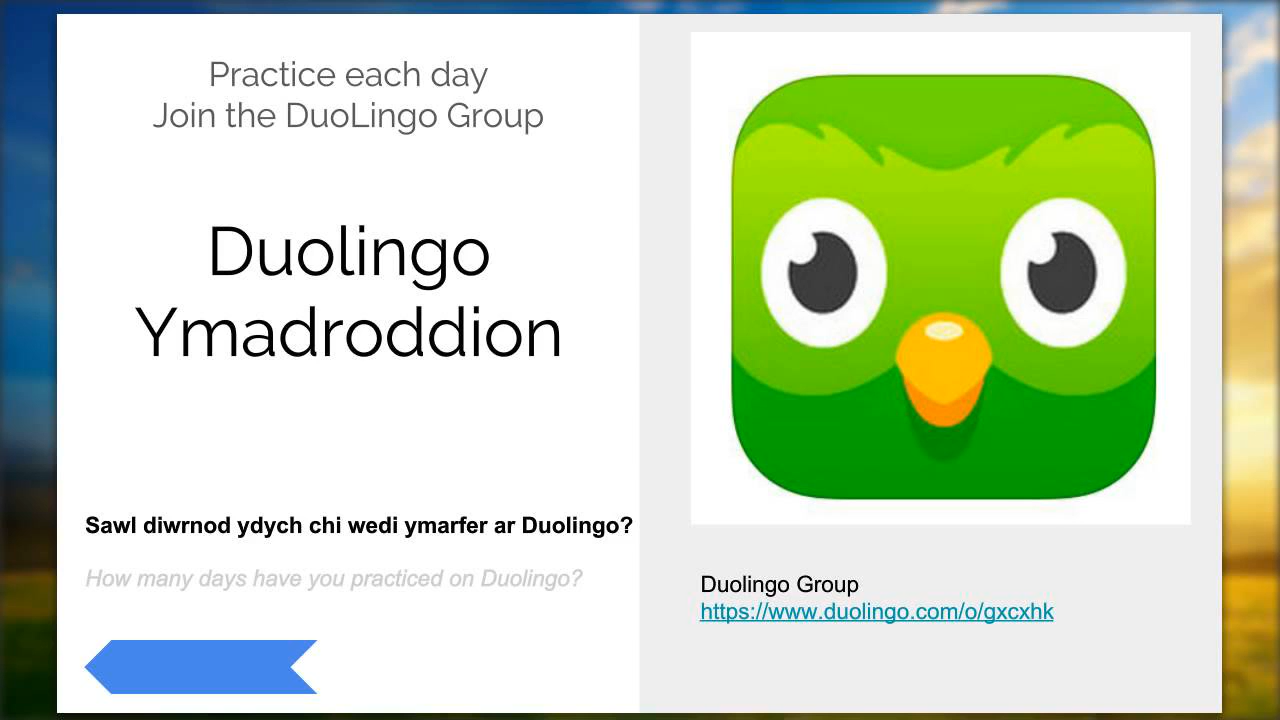 Practice each day
Join the DuoLingo Group
Duolingo
Ymadroddion
Sawl diwrnod ydych chi wedi ymarfer ar Duolingo?
How many days have you practiced on Duolingo?
Duolingo Group
https://www.duolingo.com/o/gxcxhk